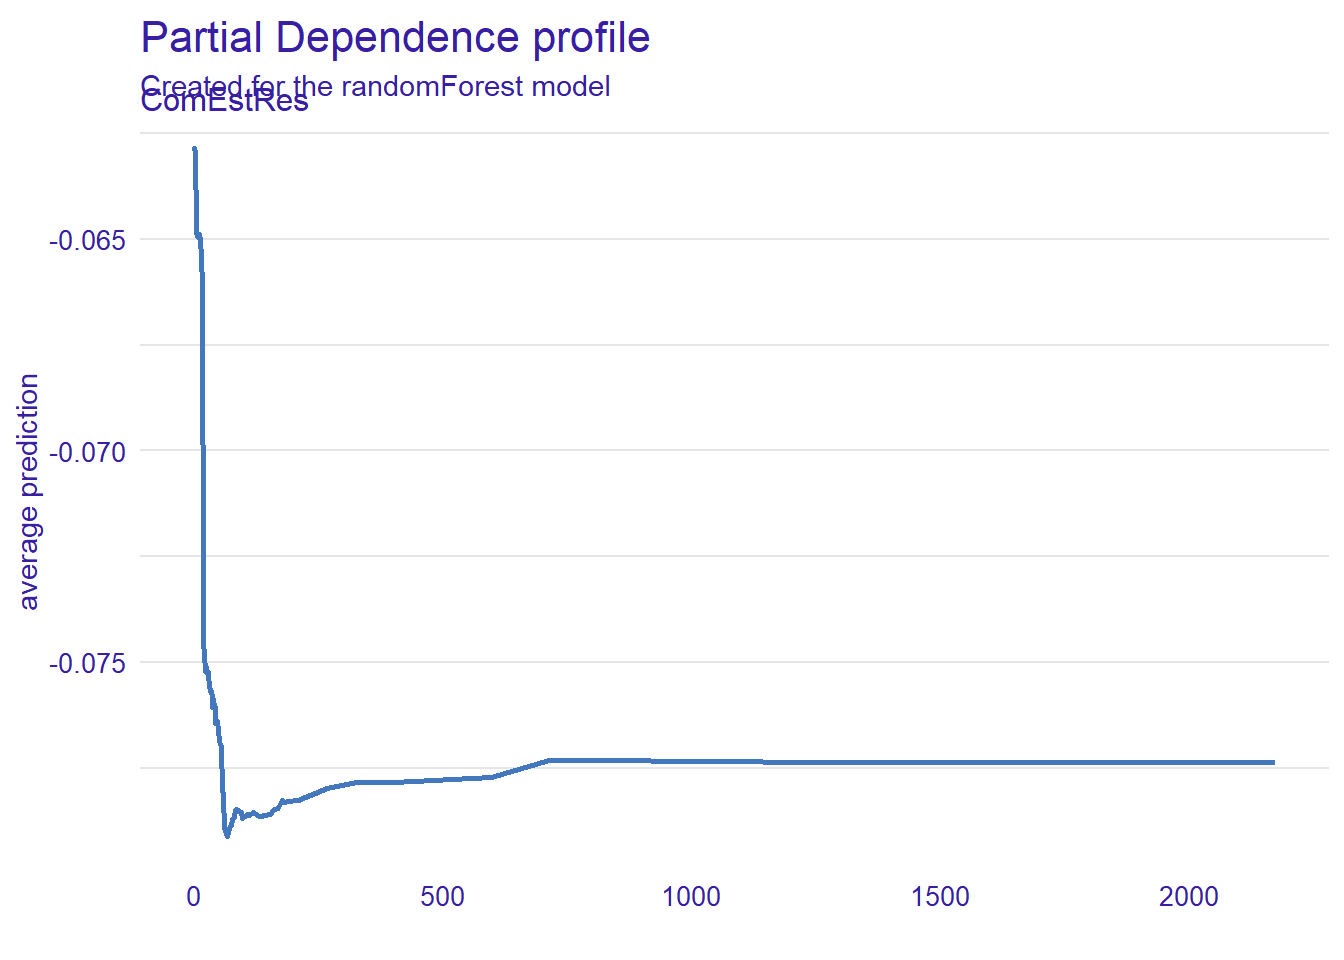 Partial Dependence profile
Created for the randomForest model
ComEstRes
average prediction
-0.065
-0.070
-0.075
0 500 1000 1500 2000